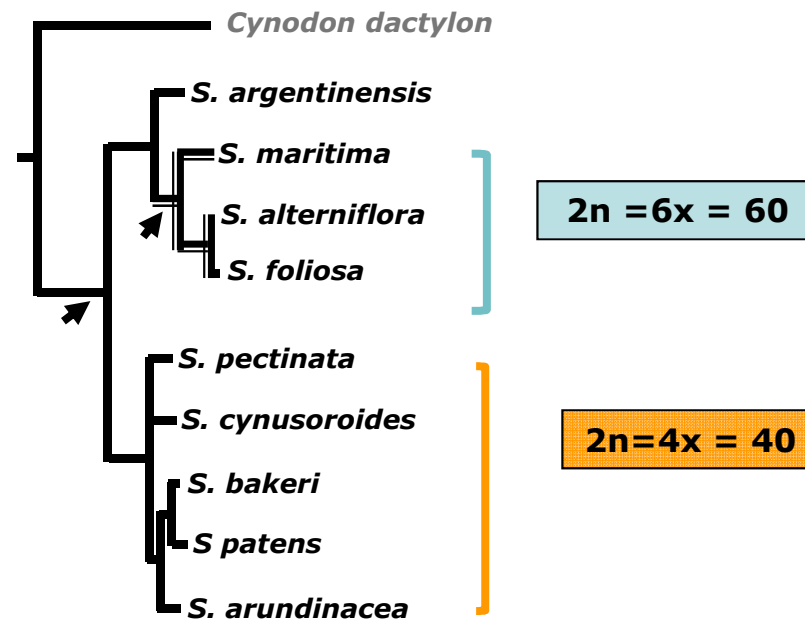 Cynodon dactylon
S. argentinensis
S. maritima
S. alterniflora
2n =6x = 60
S. foliosa
S. pectinata
S. cynusoroides
2n=4x = 40
S. bakeri
S patens
S. arundinacea